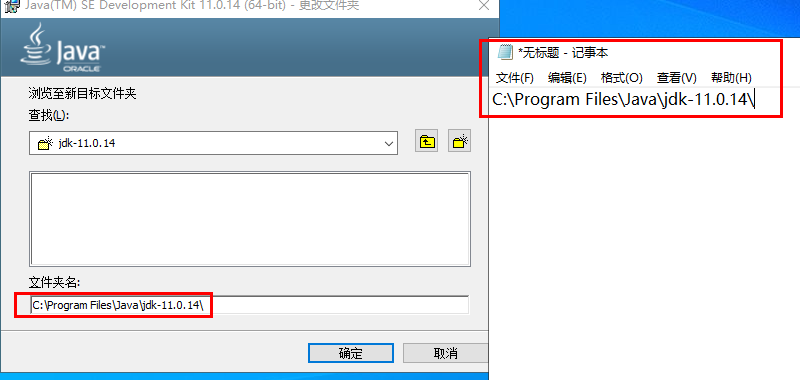 Java(TM) SE Development Kit 11.0.14 (64-bit) - 更改文件夹
Java
ORACLE
浏览至新目标文件夹
查找(L):
jdk-11.0.14
文件夹名:
C:\Program Files\Java\jdk-11.0.14\
确定
取消
*无标题 - 记事本
文件(F) 编辑(E) 格式(O) 查看(V) 帮助(H)
C:\Program Files\Java\jdk-11.0.14\